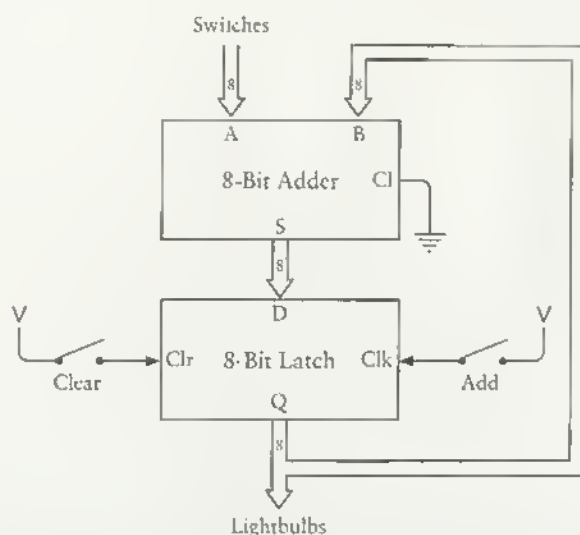 Switches
8
8
A
B
8-Bit Adder
CI
S
8
D
V
V
Clr
8-Bit Latch
Clk
Clear
Add
Q
8
Lightbulbs